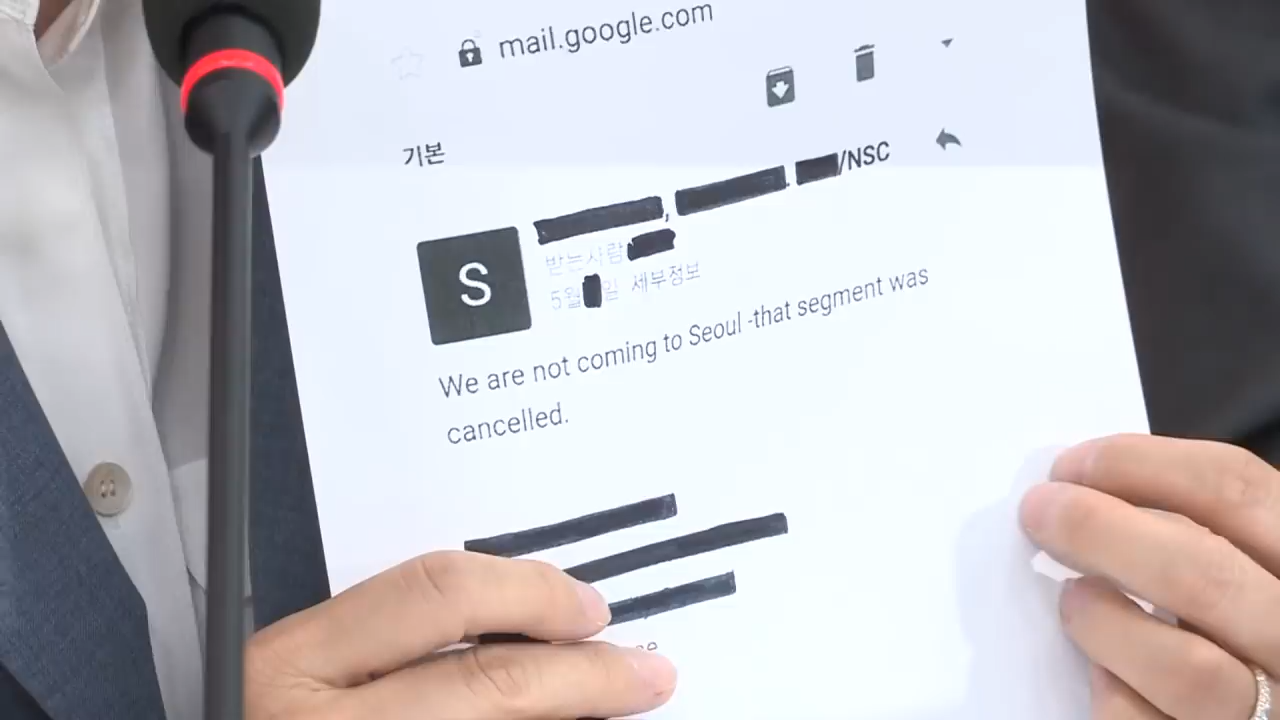 mail.google.com
기본
/NSC
S
받는사람
5월 일 세부정보
We are not coming to Seoul -that segment was
cancelled.